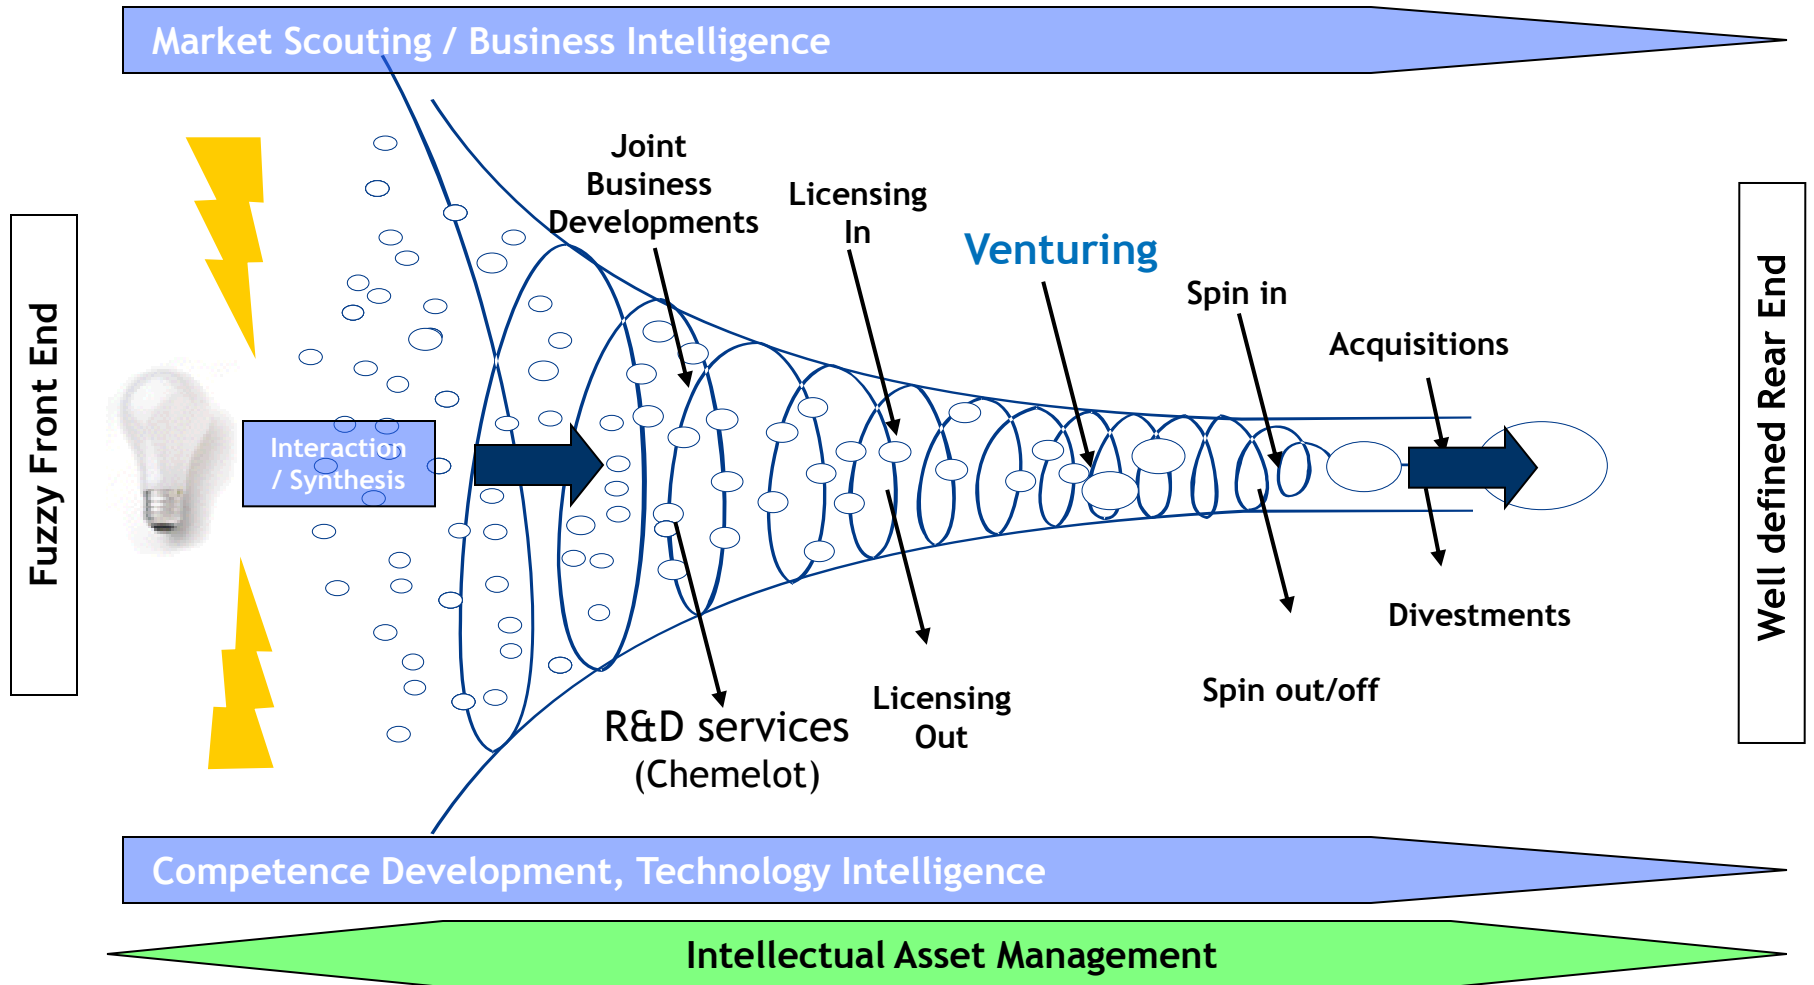 Market Scouting / Business Intelligence
Joint
Business
Developments
Licensing
In
Venturing
Spin in
Acquisitions
Fuzzy Front End
Interaction
/ Synthesis
Well defined Rear End
Divestments
Spin out/off
Licensing
Out
R&D services
(Chemelot)
Competence Development, Technology Intelligence
Intellectual Asset Management